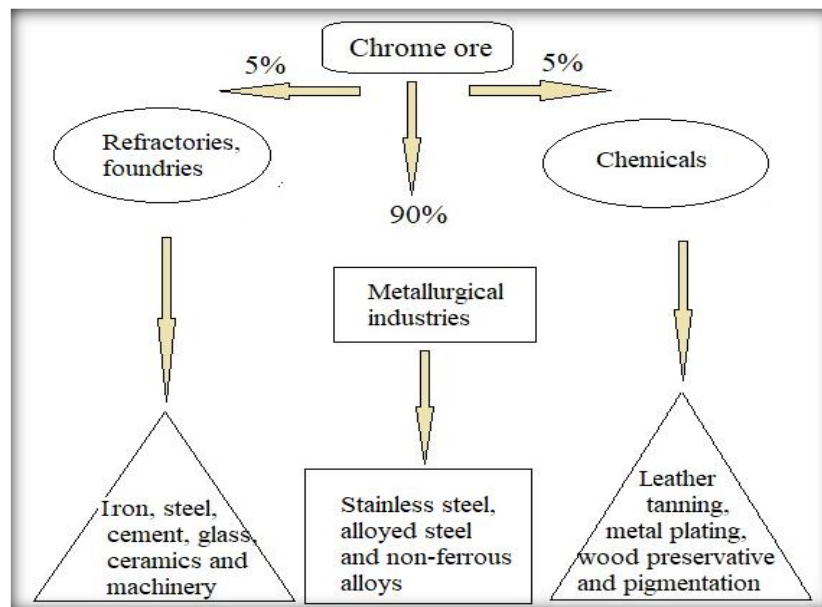 Chrome ore
5%
5%
Refractories,
foundries
Chemicals
90%
Metallurgical
industries
Iron, steel,
cement, glass,
ceramics and
machinery
Stainless steel,
alloyed steel
and non-ferrous
alloys
Leather
tanning,
metal plating,
wood preservative
and pigmentation